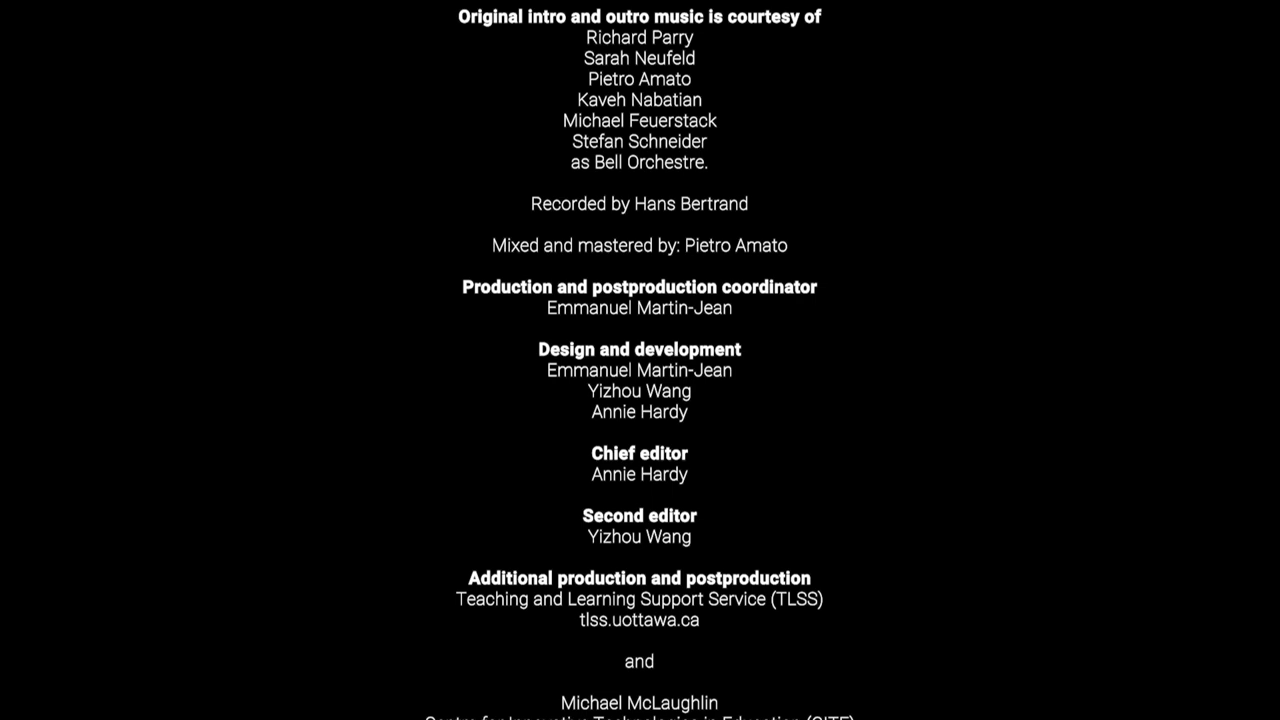 Original intro and outro music is courtesy of
Richard Parry
Sarah Neufeld
Pietro Amato
Kaveh Nabatian
Michael Feuerstack
Stefan Schneider
as Bell Orchestre.
Recorded by Hans Bertrand
Mixed and mastered by: Pietro Amato
Production and postproduction coordinator
Emmanuel Martin-Jean
Design and development
Emmanuel Martin-Jean
Yizhou Wang
Annie Hardy
Chief editor
Annie Hardy
Second editor
Yizhou Wang
Additional production and postproduction
Teaching and Learning Support Service (TLSS)
tlss.uottawa.ca
and
Michael McLaughlin